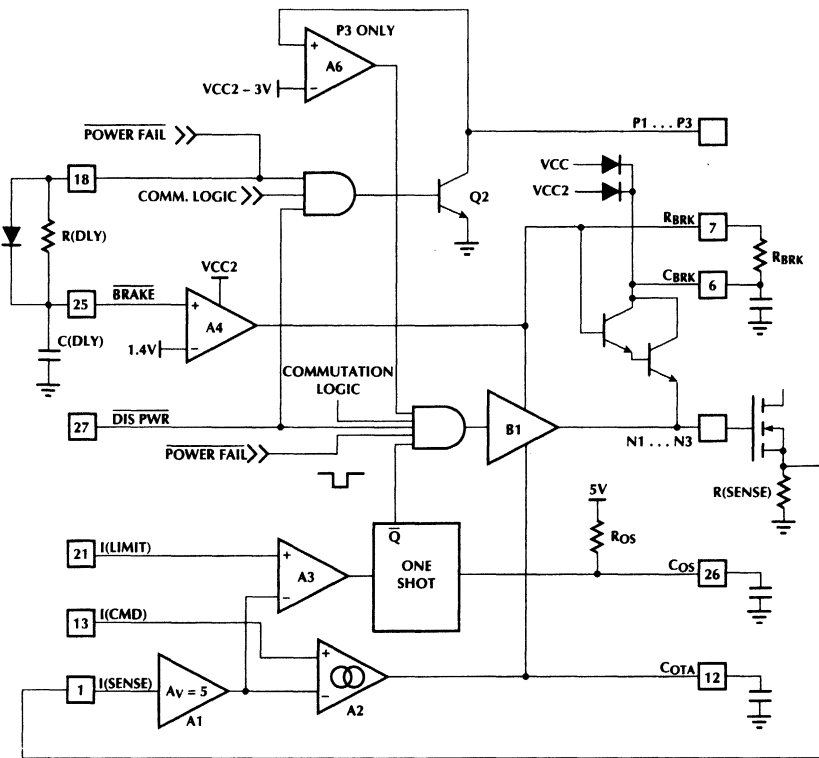 P3 ONLY
+
A6
VCC2 – 3V
–
POWER FAIL
P1 . . . P3
18
COMM. LOGIC
Q2
VCC
VCC2
RBRK
7
R(DLY)
RBRK
VCC2
CBRK
6
25
BRAKE
+
A4
C(DLY)
1.4V
–
COMMUTATION
LOGIC
27
DIS PWR
B1
N1 . . . N3
POWER FAIL
R(SENSE)
5V
Q
ROS
21
I(LIMIT)
+
A3
–
ONE
SHOT
COS
26
13
I(CMD)
+
1
I(SENSE)
AV = 5
A1
–
A2
COTA
12